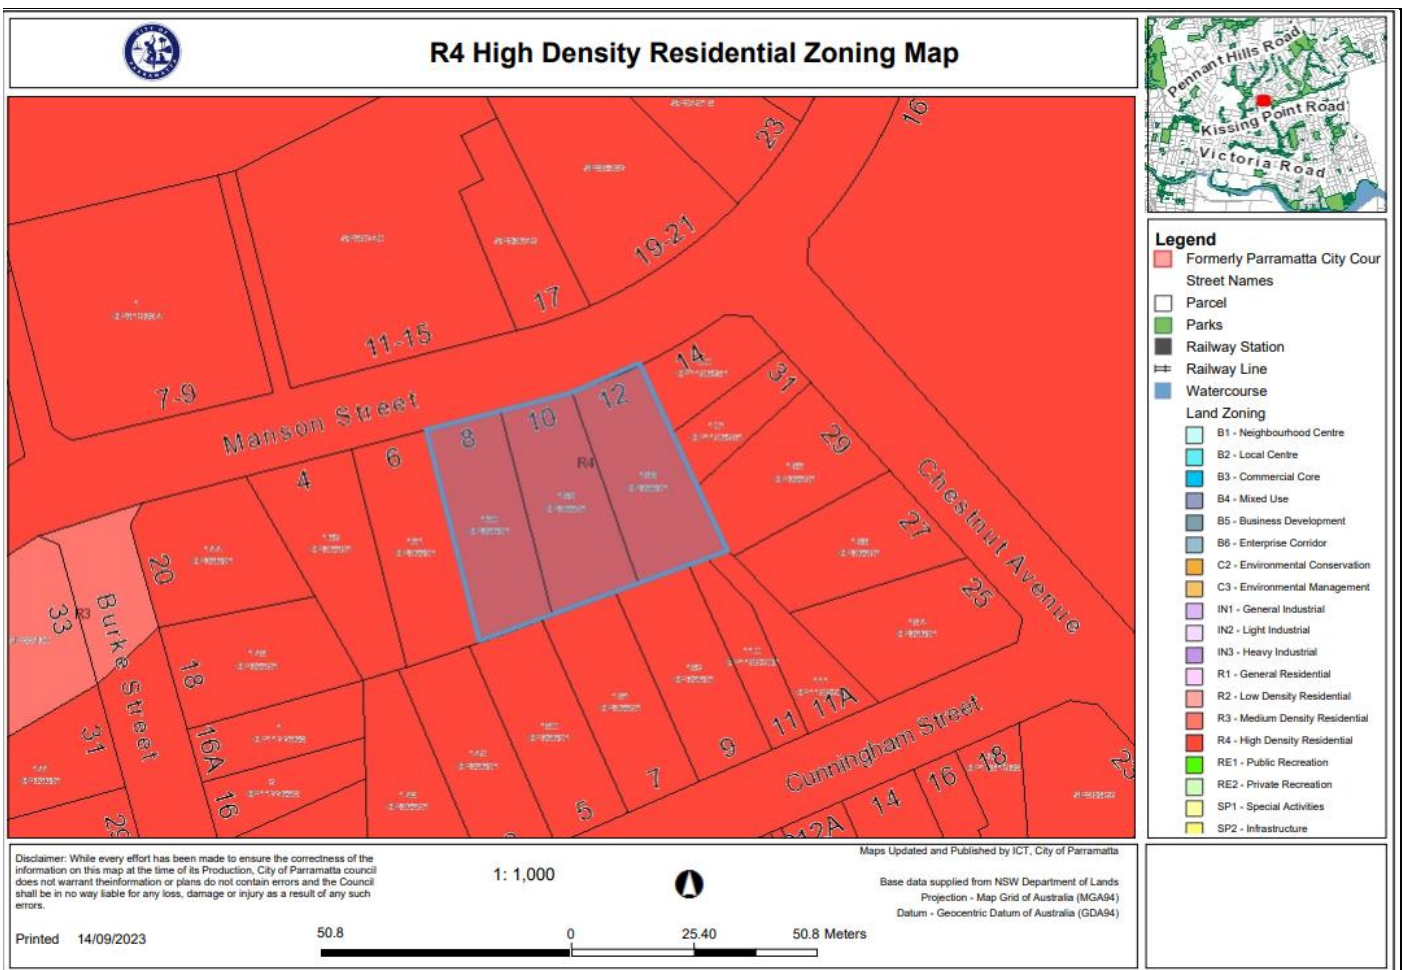 CITY OF
PARRAMATTA
R4 High Density Residential Zoning Map
Pennant Hills Road
Kissing Point Road
Victoria Road
23
16
19-21
17
11-15
7-9
Manson Street
14
31
12
10
8
6
4
R4
29
Chestnut Avenue
27
25
20
33
R3
Burke Street
18
16A
16
31
29
11A
11
9
7
5
Cunningham Street
18
16
14
12A
23
Legend
Formerly Parramatta City Cour
Street Names
Parcel
Parks
Railway Station
Railway Line
Watercourse
Land Zoning
B1 - Neighbourhood Centre
B2 - Local Centre
B3 - Commercial Core
B4 - Mixed Use
B5 - Business Development
B6 - Enterprise Corridor
C2 - Environmental Conservation
C3 - Environmental Management
IN1 - General Industrial
IN2 - Light Industrial
IN3 - Heavy Industrial
R1 - General Residential
R2 - Low Density Residential
R3 - Medium Density Residential
R4 - High Density Residential
RE1 - Public Recreation
RE2 - Private Recreation
SP1 - Special Activities
SP2 - Infrastructure
Disclaimer: While every effort has been made to ensure the correctness of the
information on this map at the time of its Production, City of Parramatta council
does not warrant theinformation or plans do not contain errors and the Council
shall be in no way liable for any loss, damage or injury as a result of any such
errors.
Printed 14/09/2023
1: 1,000
50.8 0 25.40 50.8 Meters
Maps Updated and Published by ICT, City of Parramatta
Base data supplied from NSW Department of Lands
Projection - Map Grid of Australia (MGA94)
Datum - Geocentric Datum of Australia (GDA94)